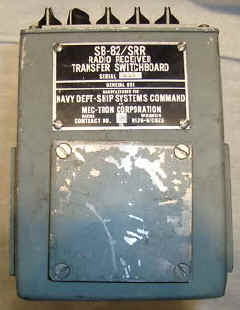 SB-82/SRR
RADIO RECEIVER
TRANSFER SWITCHBOARD
SERIAL
GENERAL USE
MANUFACTURED FOR
NAVY DEPT-SHIP SYSTEMS COMMAND
BY
MEC-TRON CORPORATION
CONTRACT NO.